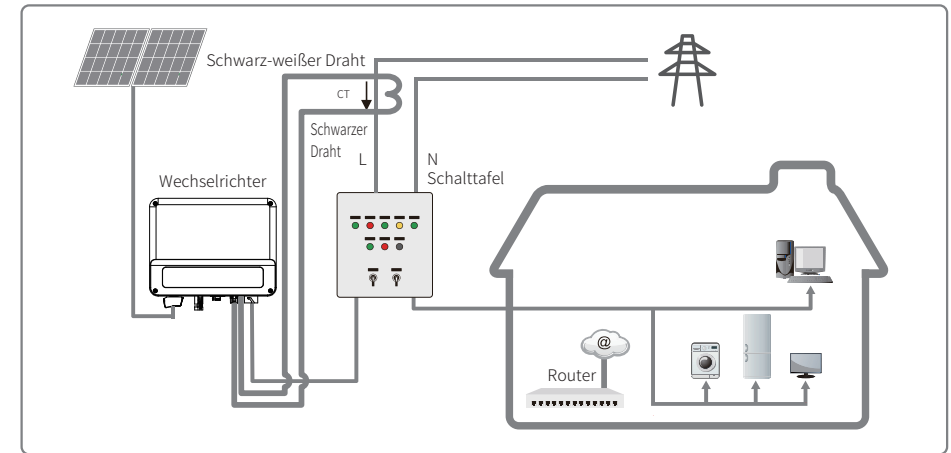 Schwarz-weißer Draht
CT
Schwarzer
Draht
L
N
Schalttafel
Wechselrichter
@
Router